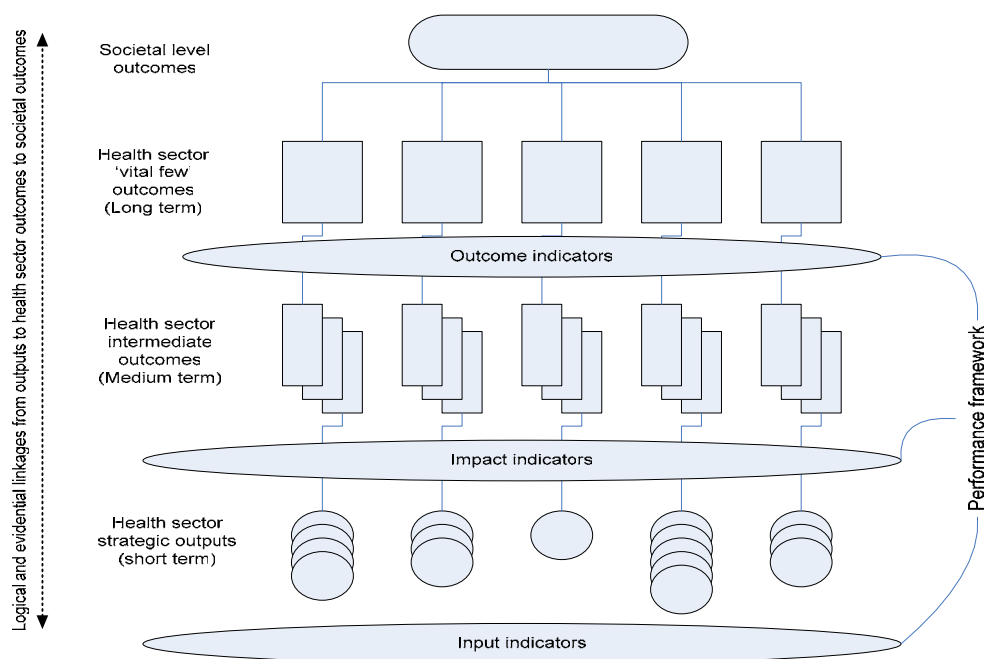 Logical and evidential linkages from outputs to health sector outcomes to societal outcomes
Societal level
outcomes
Health sector
'vital few'
outcomes
(Long term)
Outcome indicators
Health sector
intermediate
outcomes
(Medium term)
Impact indicators
Health sector
strategic outputs
(short term)
Input indicators
Performance framework